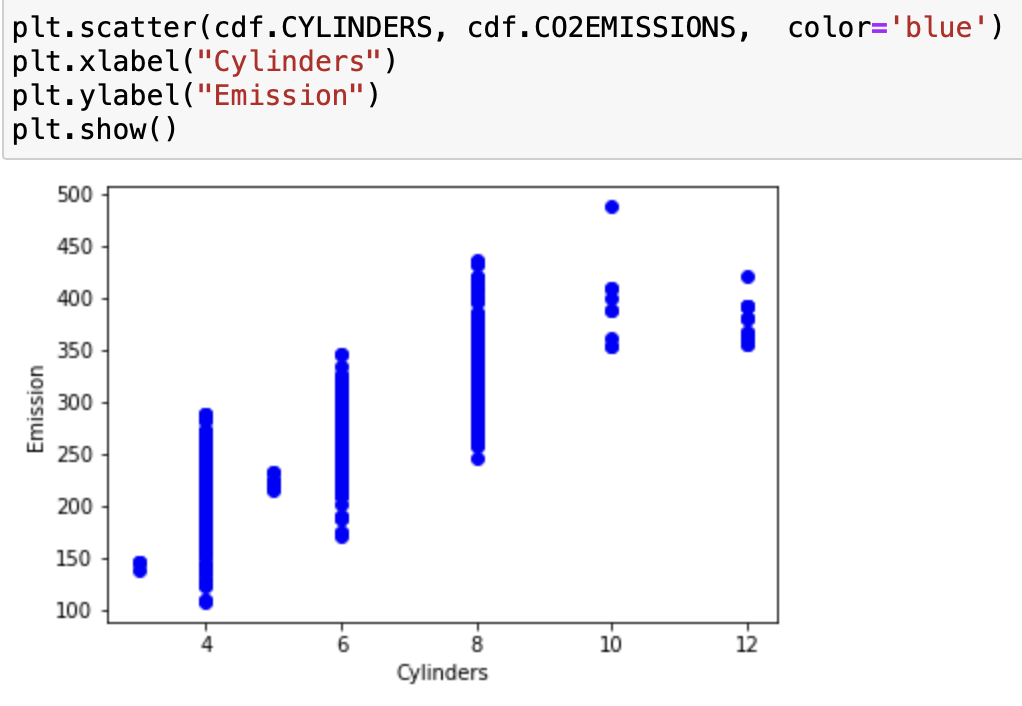 plt.scatter(cdf.CYLINDERS, cdf.CO2EMISSIONS,  color='blue')
plt.xlabel("Cylinders")
plt.ylabel("Emission")
plt.show()
500
450
400
350
300
250
200
150
100
Emission
4 6 8 10 12
Cylinders